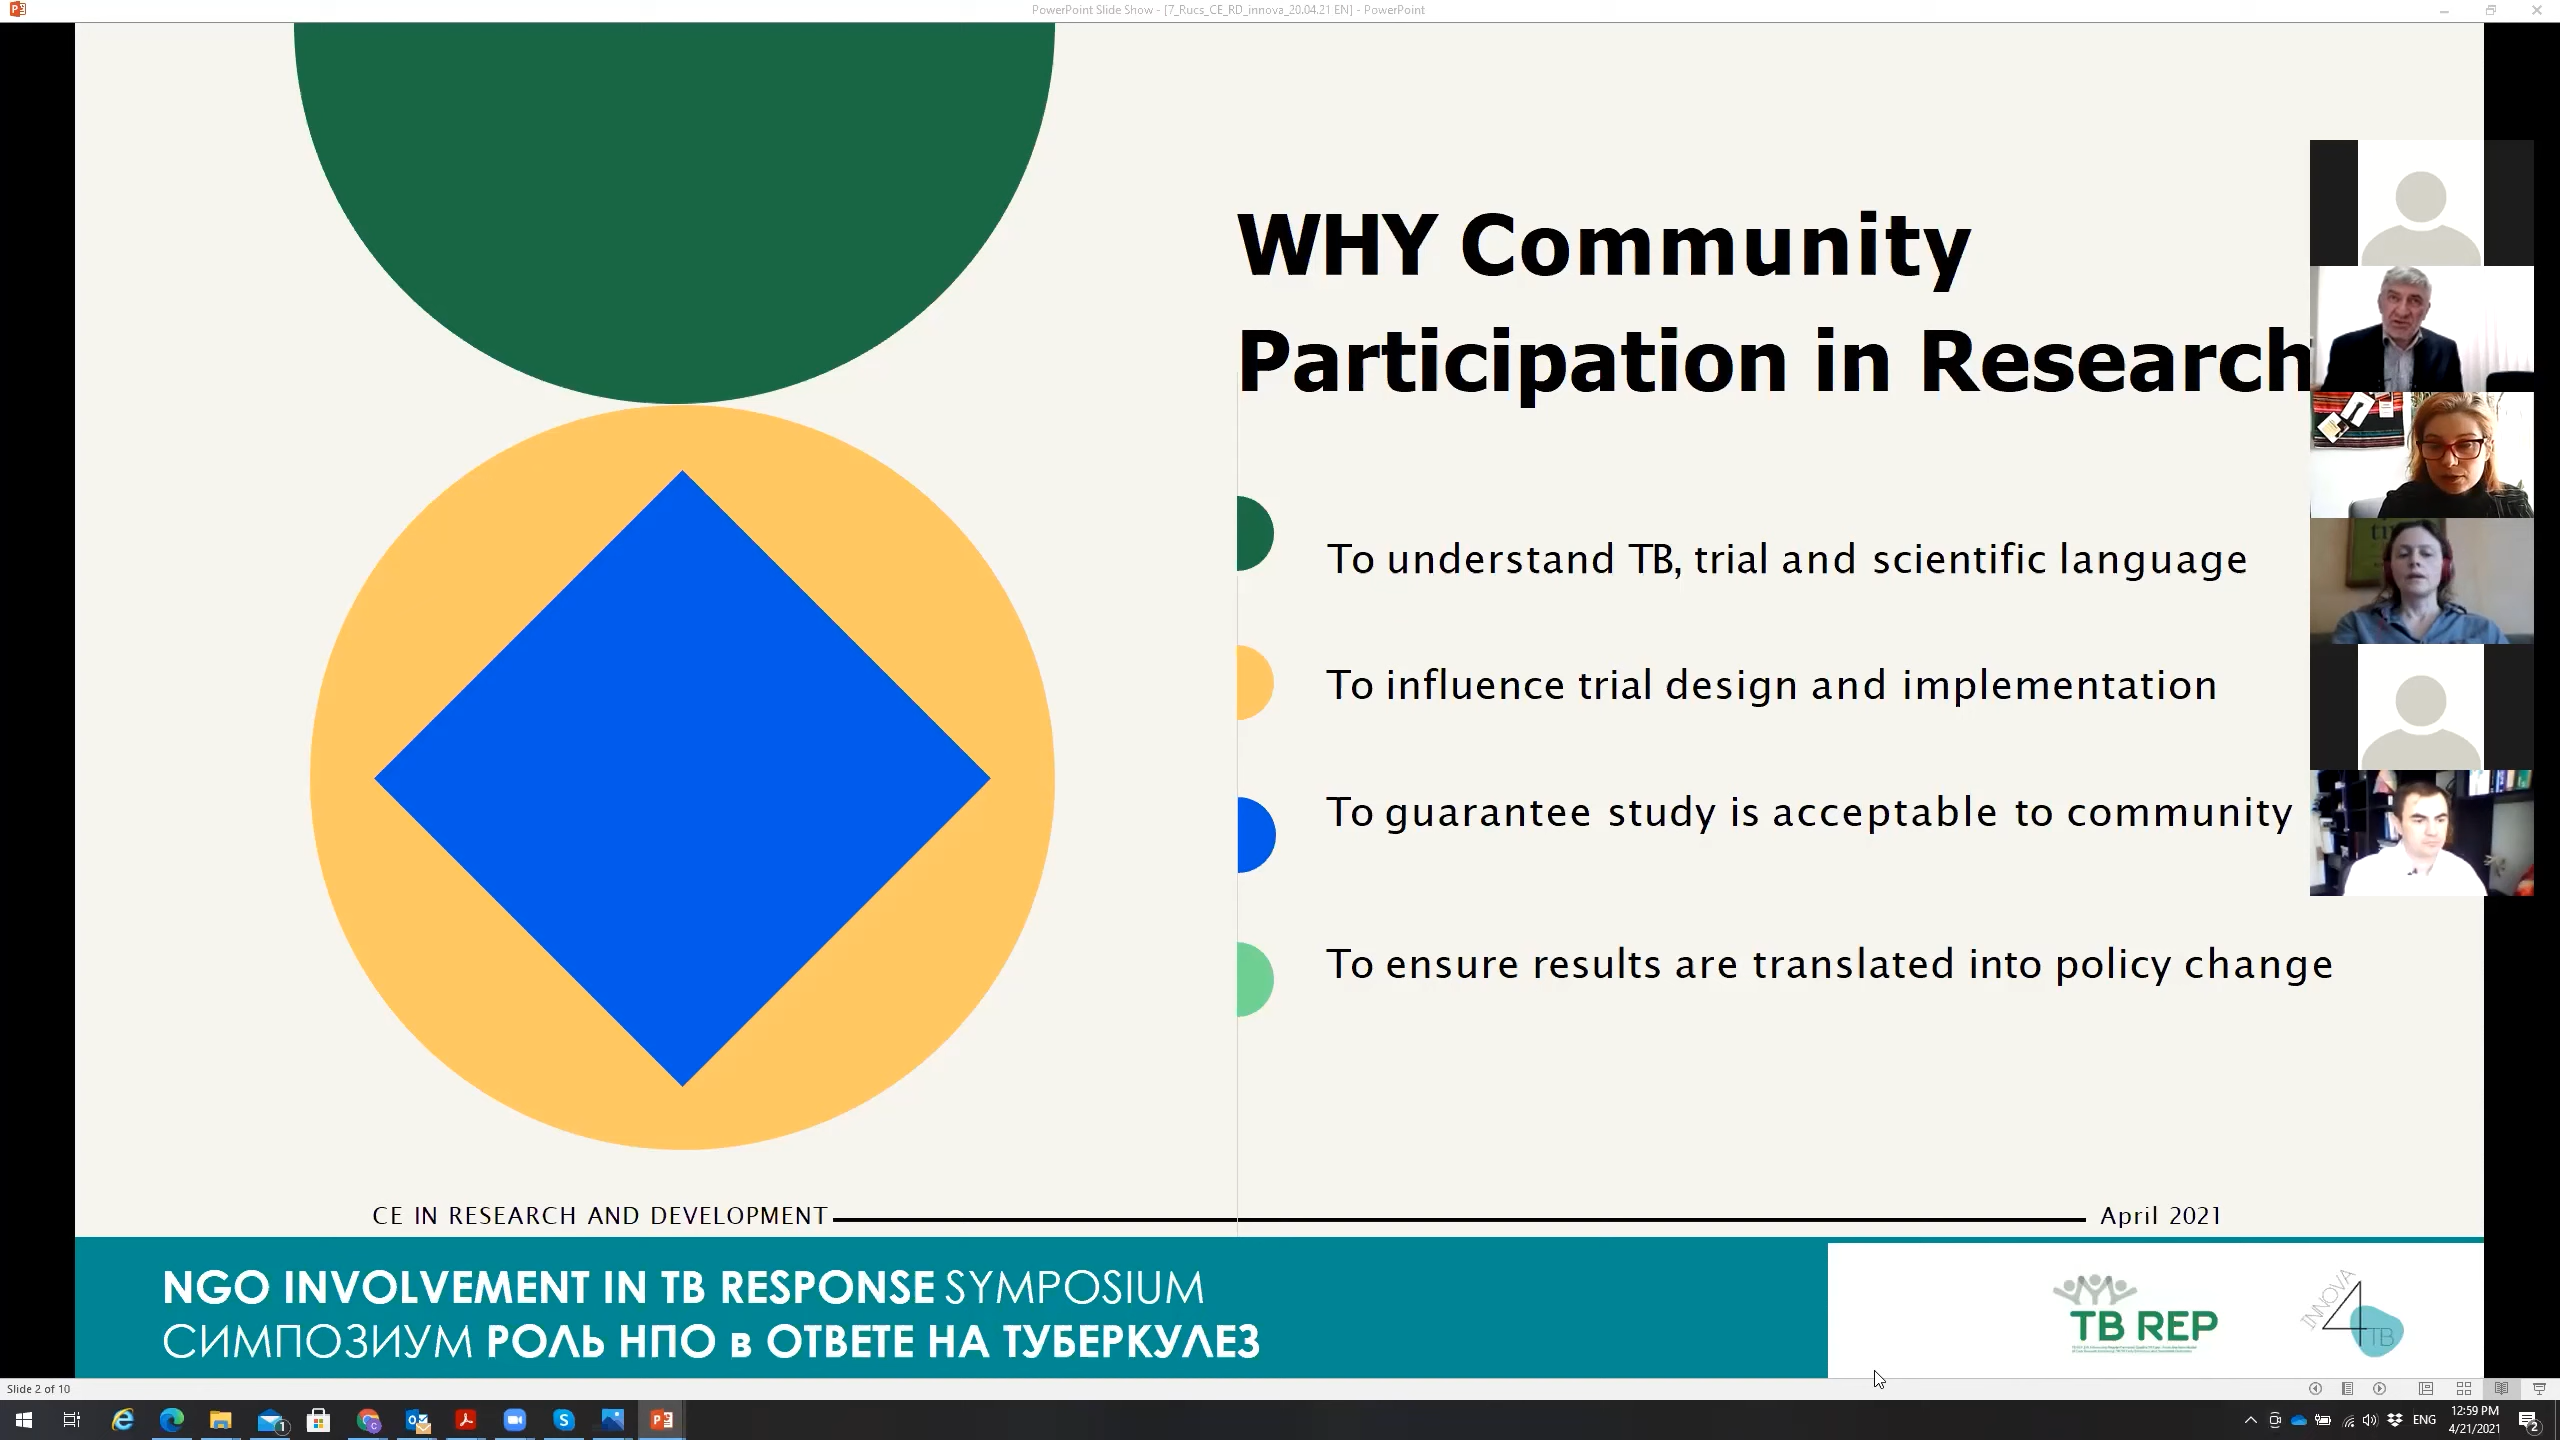 PowerPoint Slide Show - [7_Rucs_CE_RD_innova_20.04.21 EN] - PowerPoint
WHY Community
Participation in Research
To understand TB, trial and scientific language
To influence trial design and implementation
To guarantee study is acceptable to community
To ensure results are translated into policy change
CE IN RESEARCH AND DEVELOPMENT
April 2021
NGO INVOLVEMENT IN TB RESPONSE SYMPOSIUM
СИМПОЗИУМ РОЛЬ НПО в ОТВЕТЕ НА ТУБЕРКУЛЕЗ
TB REP
INNOVA
4
TB
Slide 2 of 10
ENG
12:59 PM
4/21/2021